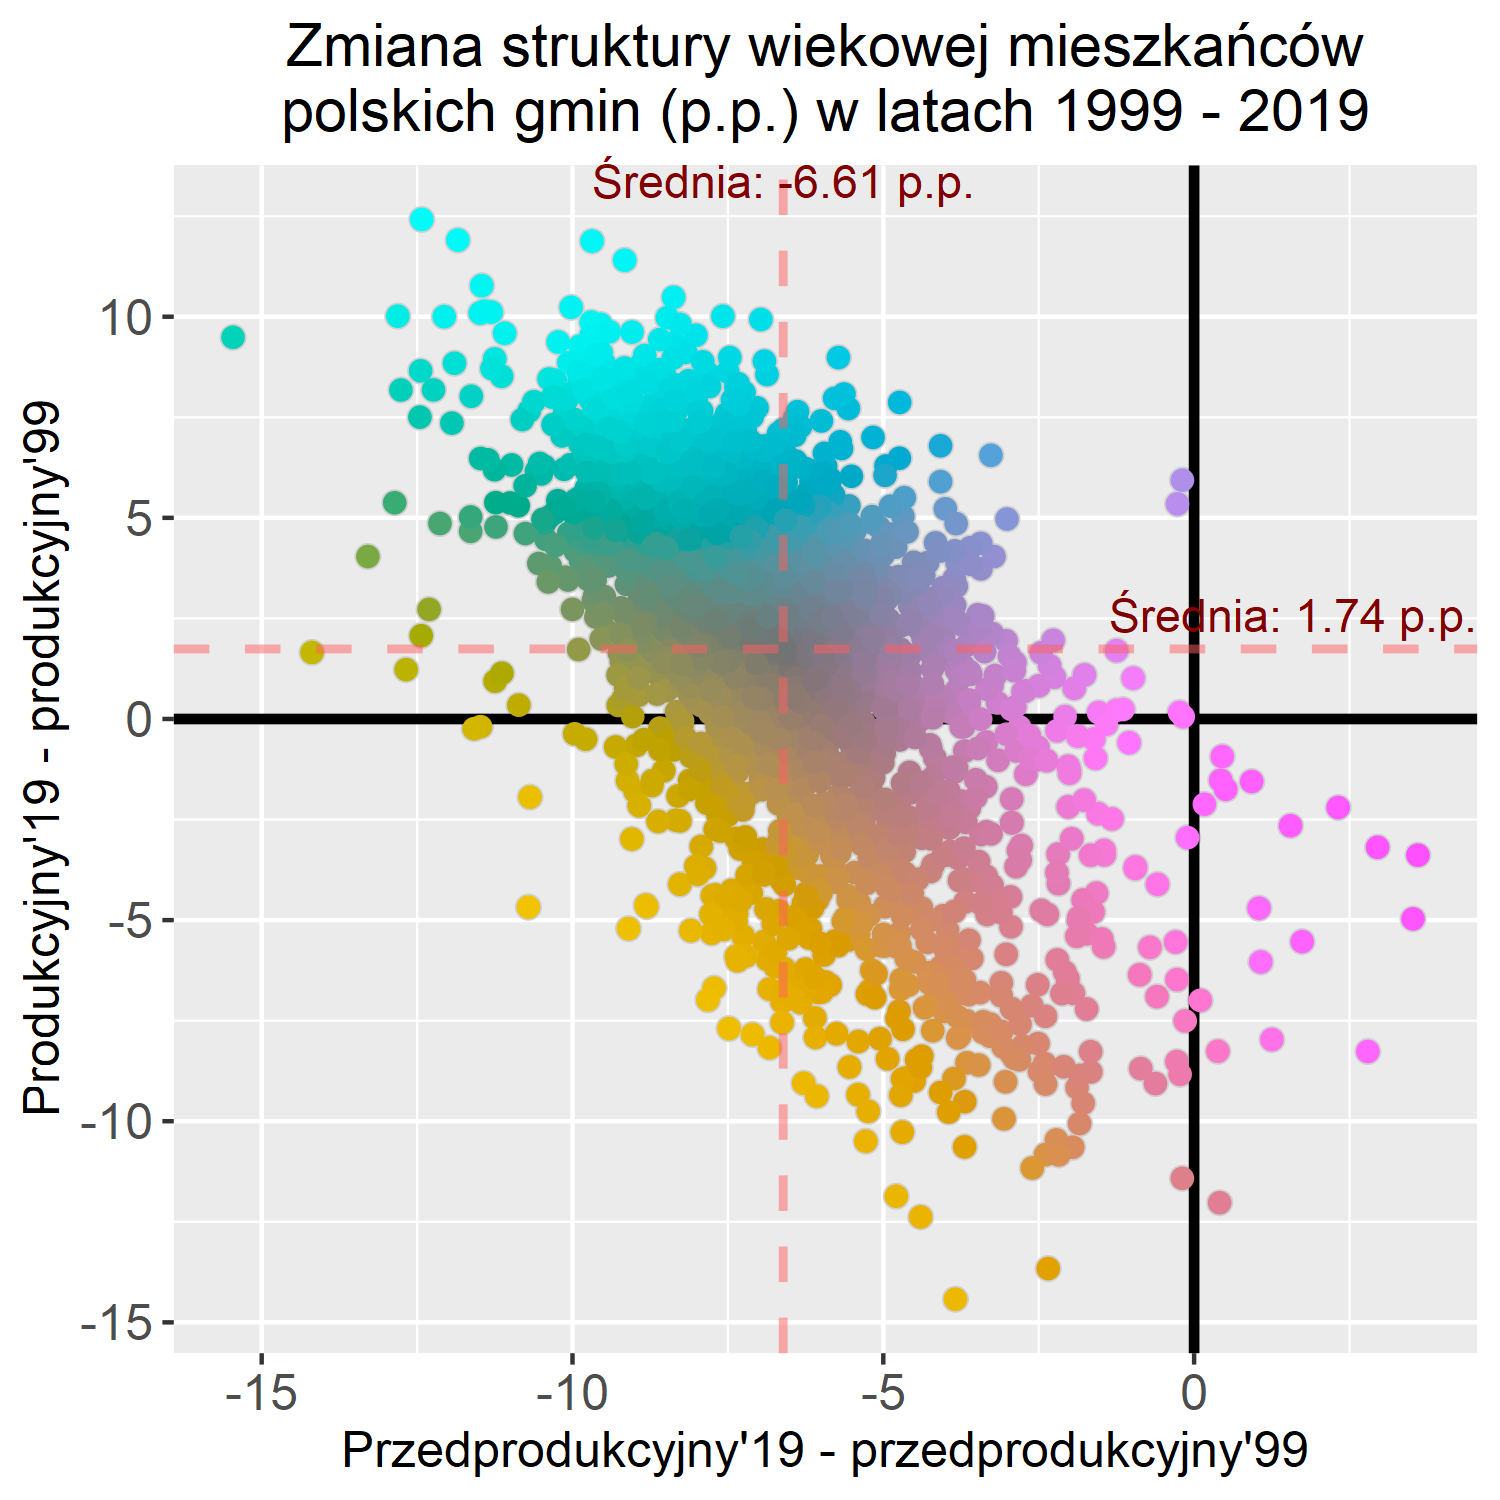 Zmiana struktury wiekowej mieszkańców
polskich gmin (p.p.) w latach 1999 - 2019
Średnia: -6.61 p.p.
Średnia: 1.74 p.p.
Produkcyjny'19 - produkcyjny'99
10
5
0
-5
-10
-15
-15
-10
-5
0
Przedprodukcyjny'19 - przedprodukcyjny'99